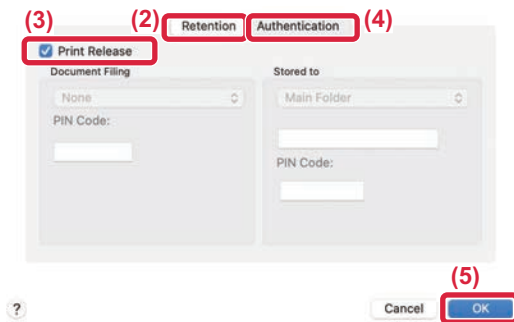 (3) (2) Retention Authentication (4)
Print Release
Document Filing Stored to
None Main Folder
PIN Code:
PIN Code:
(5)
? Cancel OK